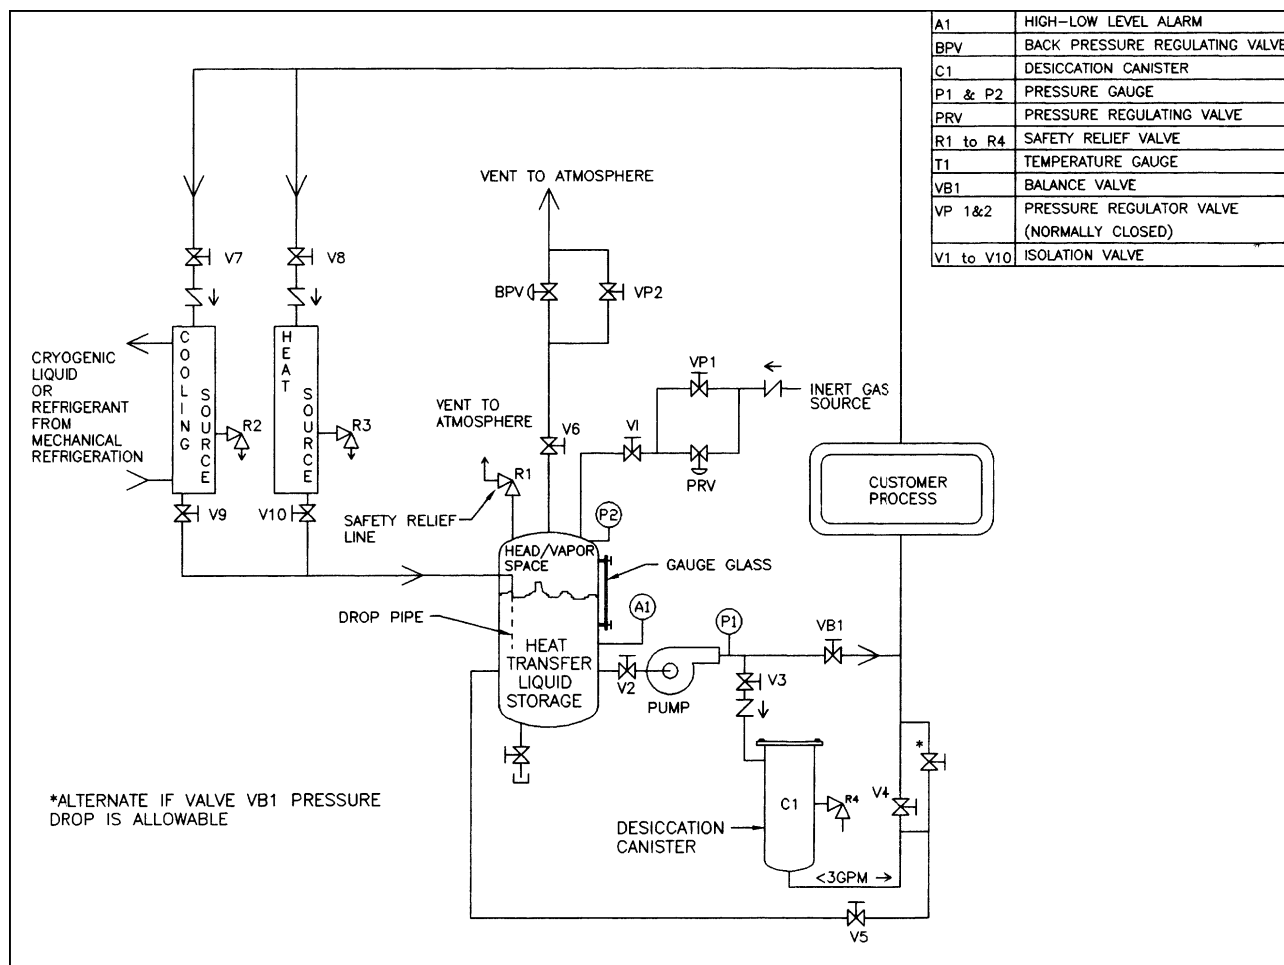 A1 HIGH-LOW LEVEL ALARM
BPV BACK PRESSURE REGULATING VALVE
C1 DESICCATION CANISTER
P1 & P2 PRESSURE GAUGE
PRV PRESSURE REGULATING VALVE
R1 to R4 SAFETY RELIEF VALVE
T1 TEMPERATURE GAUGE
VB1 BALANCE VALVE
VP 1&2 PRESSURE REGULATOR VALVE
(NORMALLY CLOSED)
V1 to V10 ISOLATION VALVE
VENT TO ATMOSPHERE
V7
V8
BPV
VP2
COOLING
SOURCE
HEAT
SOURCE
CRYOGENIC
LIQUID
OR
REFRIGERANT
FROM
MECHANICAL
REFRIGERATION
R2
R3
VP1
INERT GAS
SOURCE
VENT TO
ATMOSPHERE
V6
VI
PRV
R1
CUSTOMER
PROCESS
V9
V10
SAFETY RELIEF
LINE
P2
HEAD/VAPOR
SPACE
GAUGE GLASS
DROP PIPE
A1
P1
VB1
HEAT
TRANSFER
LIQUID
STORAGE
V2
PUMP
V3
*
*ALTERNATE IF VALVE VB1 PRESSURE
DROP IS ALLOWABLE
C1
R4
V4
DESICCATION
CANISTER
<3GPM
V5